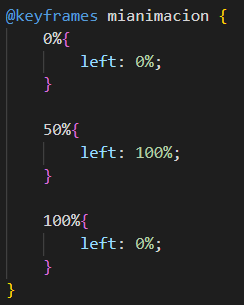 @keyframes mianimacion {
0%{
left: 0%;
}
50%{
left: 100%;
}
100%{
left: 0%;
}
}